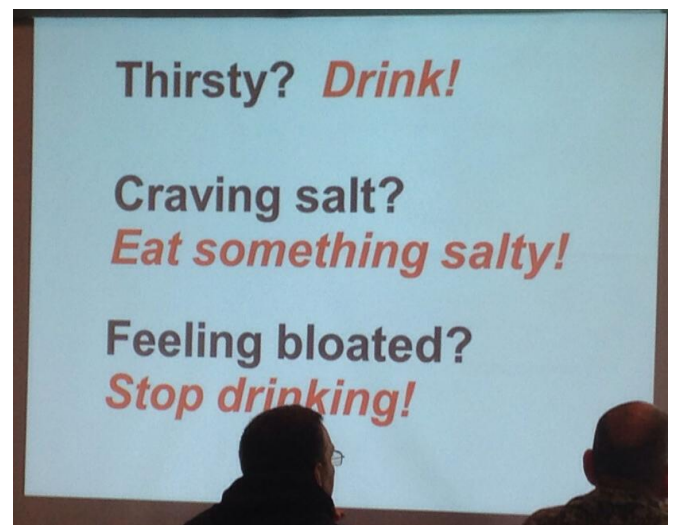 Thirsty? Drink!
Craving salt?
Eat something salty!
Feeling bloated?
Stop drinking!